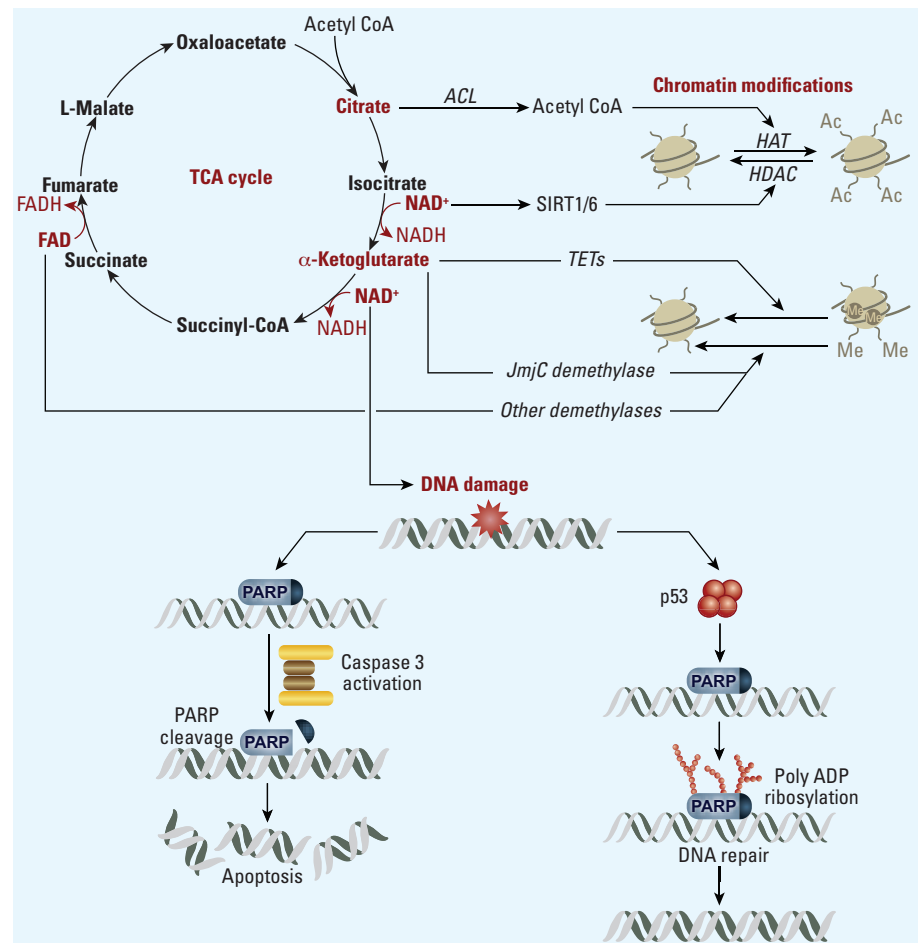 Acetyl CoA
Oxaloacetate
Chromatin modifications
L-Malate
Citrate
ACL
Acetyl CoA
Ac
Ac
HAT
HDAC
Ac
Ac
TCA cycle
Fumarate
Isocitrate
FADH
NAD+
SIRT1/6
FAD
NADH
Succinate
α-Ketoglutarate
TETs
NAD+
Me
Me
Succinyl-CoA
NADH
Me
Me
JmjC demethylase
Other demethylases
DNA damage
PARP
p53
Caspase 3
activation
PARP
PARP
cleavage
PARP
Poly ADP
ribosylation
PARP
DNA repair
Apoptosis